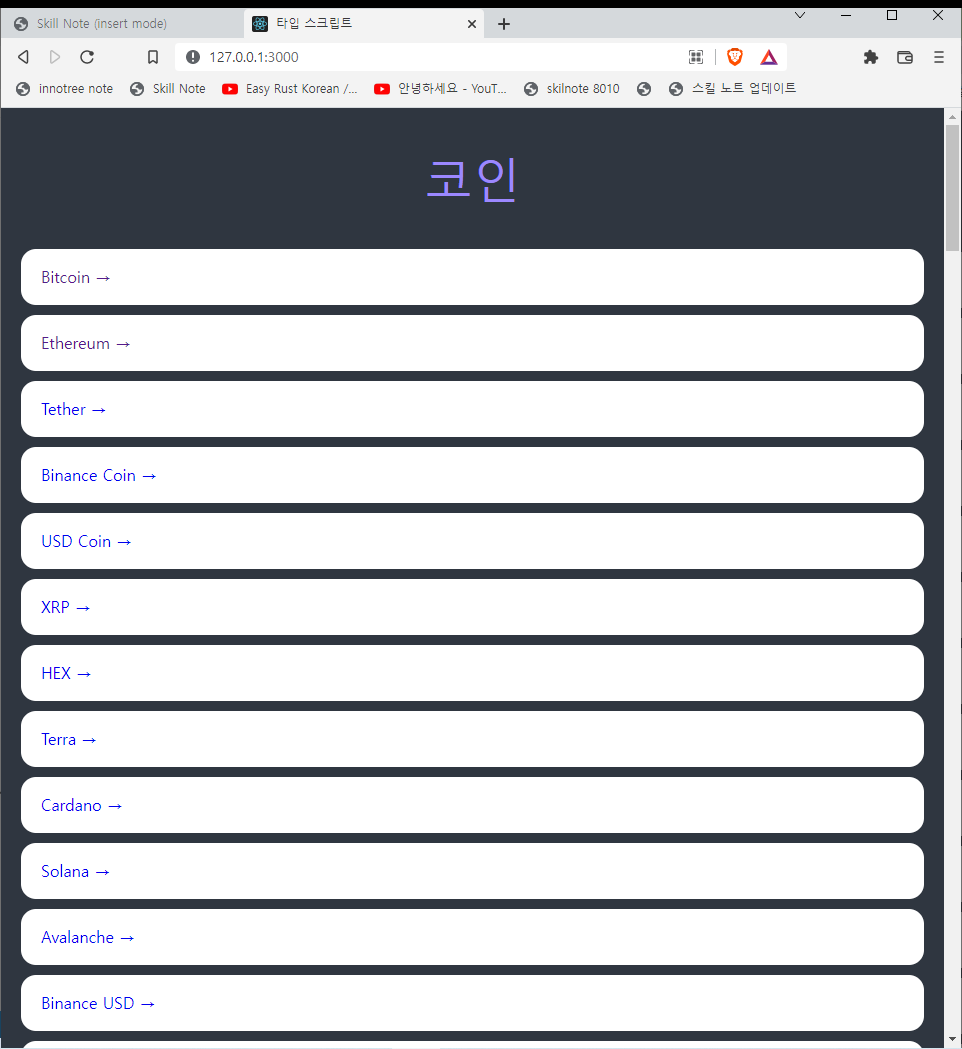 Skill Note (insert mode)
타입 스크립트
127.0.0.1:3000
innotree note
Skill Note
Easy Rust Korean /...
안녕하세요 - YouT...
skilnote 8010
스킬 노트 업데이트
코인
Bitcoin →
Ethereum →
Tether →
Binance Coin →
USD Coin →
XRP →
HEX →
Terra →
Cardano →
Solana →
Avalanche →
Binance USD →